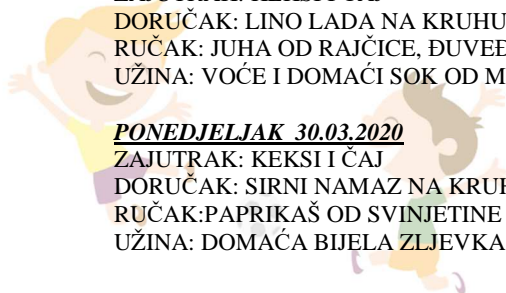 DORUČAK: LINO LADA NA KRUHU
RUČAK: JUHA OD RAJČICE,
UŽINA: VOĆE I DOMAĆI SOK OD
PONEDJELJAK 30.03.2020
ZAJUTRAK: KEKSI I ČAJ
DORUČAK: SIRNI NAMAZ NA
RUČAK:PAPRIKAŠ OD SVINJETINE
UŽINA: DOMAĆA BIJELA ZLJEVKA